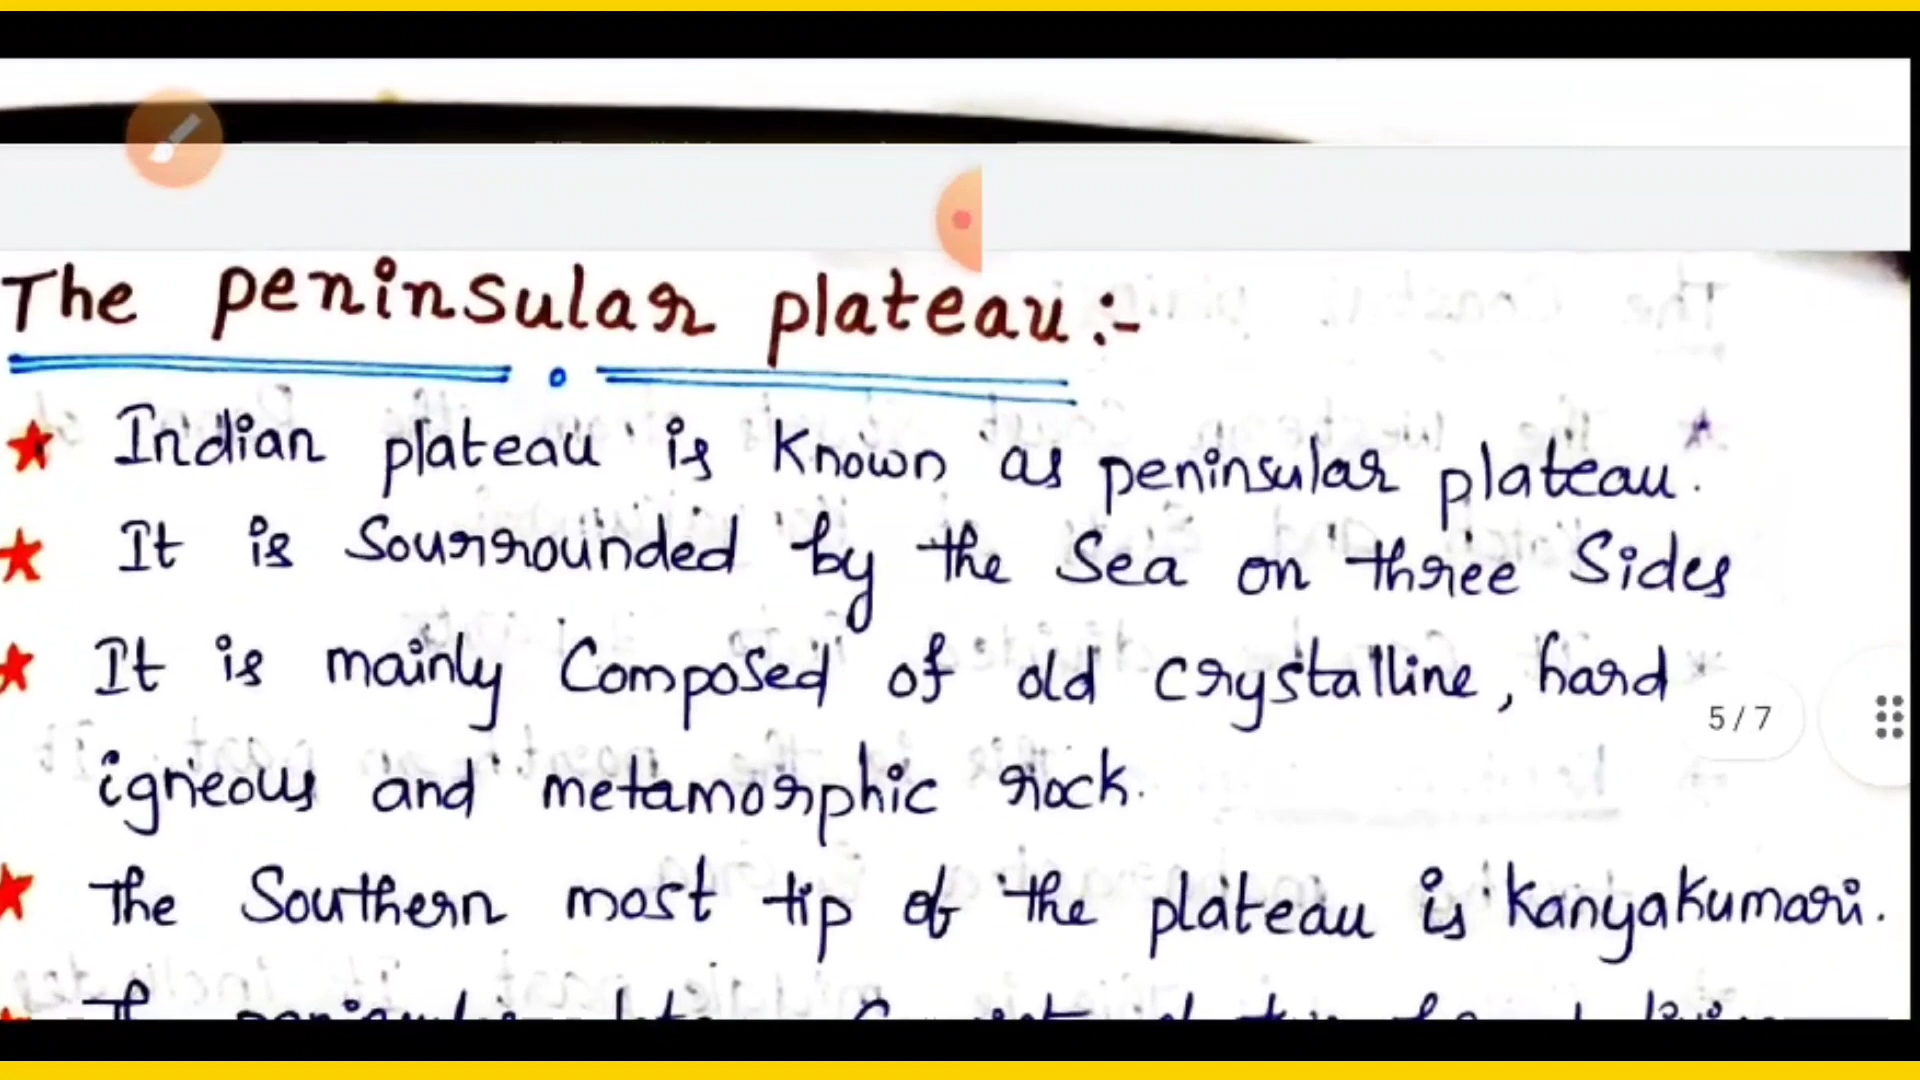 The peninsular plateau:-
★ Indian plateau is known as peninsular plateau.
★ It is Sourrounded by the Sea on three Sides
★ It is mainly Composed of old crystalline, hard
5/7
igneous and metamorphic rock.
★ The Southern most tip of the plateau is Kanyakumari.